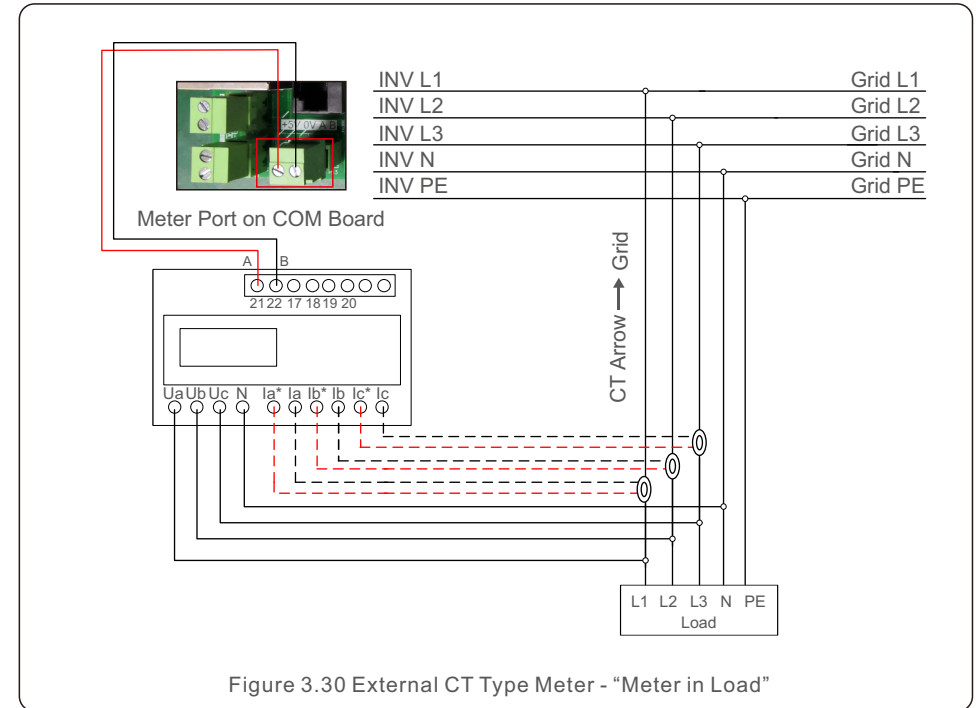 INV L1 Grid L1
INV L2 Grid L2
INV L3 Grid L3
INV N Grid N
INV PE Grid PE
+5V 0V A B
Meter Port on COM Board
CT Arrow → Grid
A B
21 22 17 18 19 20
Ua Ub Uc N Ia* Ia Ib* Ib Ic* Ic
L1 L2 L3 N PE
Load
Figure 3.30 External CT Type Meter - “Meter in Load”